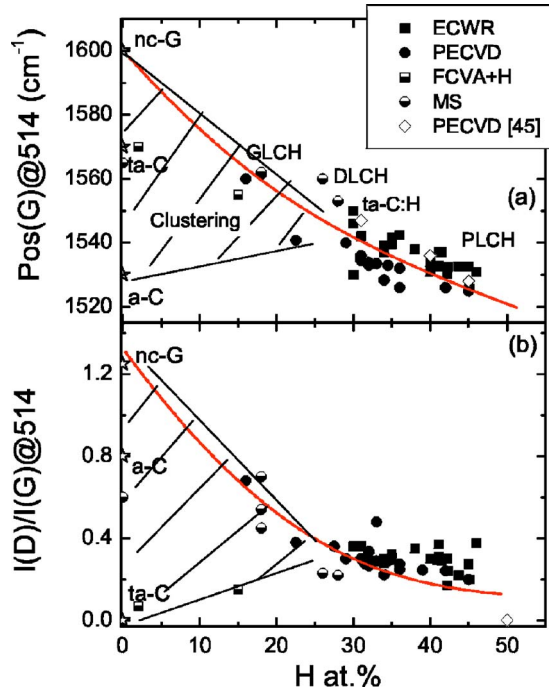 ECWR
PECVD
FCVA+H
MS
PECVD [45]
Pos(G)@514 (cm⁻¹)
1600
1580
1560
1540
1520
nc-G
ta-C
a-C
Clustering
GLCH
DLCH
ta-C:H
PLCH
(a)
I(D)/I(G)@514
1.2
0.8
0.4
0.0
nc-G
a-C
ta-C
(b)
0 10 20 30 40 50
H at.%